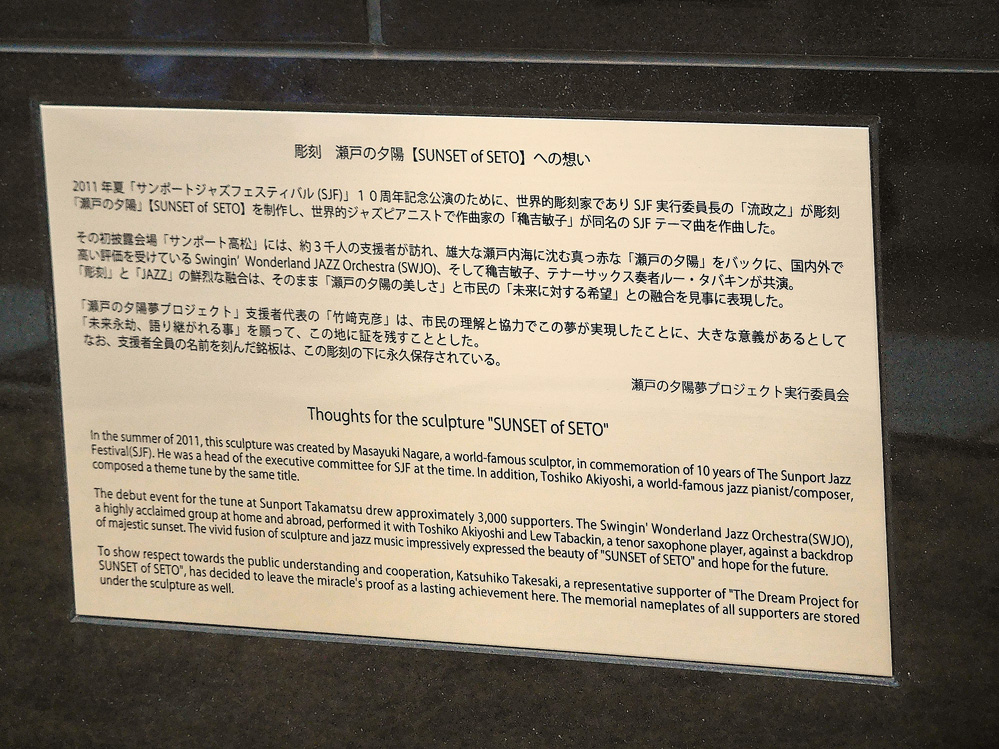 彫刻　瀬戸の夕陽【SUNSET of SETO】への想い
2011年夏「サンポートジャズフェスティバル (SJF)」１０周年記念公演のために、世界的彫刻家であり SJF 実行委員長の「流政之」が彫刻
「瀬戸の夕陽」【SUNSET of SETO】を制作し、世界的ジャズピアニストで作曲家の「穐吉敏子」が同名の SJF テーマ曲を作曲した。
その初披露会場「サンポート高松」には、約３千人の支援者が訪れ、雄大な瀬戸内海に沈む真っ赤な「瀬戸の夕陽」をバックに、国内外で
高い評価を受けている Swingin' Wonderland JAZZ Orchestra (SWJO)、そして穐吉敏子、テナーサックス奏者ルー・タバキンが共演。
「彫刻」と「JAZZ」の鮮烈な融合は、そのまま「瀬戸の夕陽の美しさ」と市民の「未来に対する希望」との融合を見事に表現した。
「瀬戸の夕陽夢プロジェクト」支援者代表の「竹﨑克彦」は、市民の理解と協力でこの夢が実現したことに、大きな意義があるとして
「未来永劫、語り継がれる事」を願って、この地に証を残すこととした。
なお、支援者全員の名前を刻んだ銘板は、この彫刻の下に永久保存されている。
瀬戸の夕陽夢プロジェクト実行委員会
Thoughts for the sculpture "SUNSET of SETO"
In the summer of 2011, this sculpture was created by Masayuki Nagare, a world-famous sculptor, in commemoration of 10 years of The Sunport Jazz
Festival(SJF). He was a head of the executive committee for SJF at the time. In addition, Toshiko Akiyoshi, a world-famous jazz pianist/composer,
composed a theme tune by the same title.
The debut event for the tune at Sunport Takamatsu drew approximately 3,000 supporters. The Swingin' Wonderland Jazz Orchestra(SWJO),
a highly acclaimed group at home and abroad, performed it with Toshiko Akiyoshi and Lew Tabackin, a tenor saxophone player, against a backdrop
of majestic sunset. The vivid fusion of sculpture and jazz music impressively expressed the beauty of "SUNSET of SETO" and hope for the future.
To show respect towards the public understanding and cooperation, Katsuhiko Takesaki, a representative supporter of "The Dream Project for
SUNSET of SETO", has decided to leave the miracle's proof as a lasting achievement here. The memorial nameplates of all supporters are stored
under the sculpture as well.